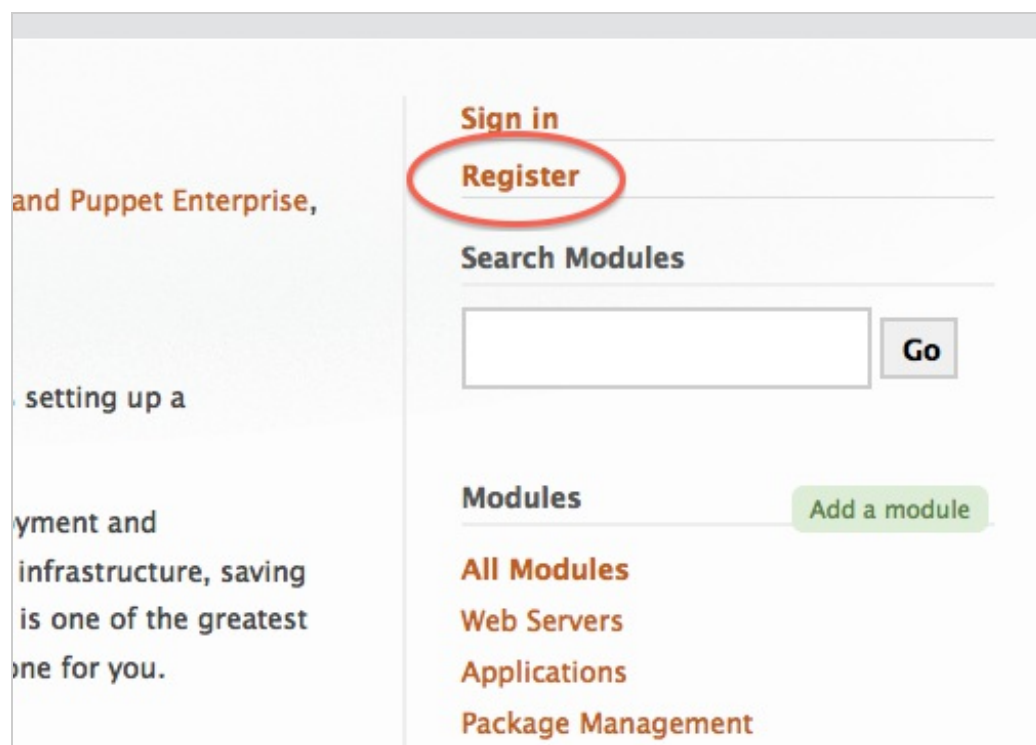 and Puppet Enterprise,
setting up a
yment and
infrastructure, saving
is one of the greatest
one for you.
Sign in
Register
Search Modules
Go
Modules
Add a module
All Modules
Web Servers
Applications
Package Management